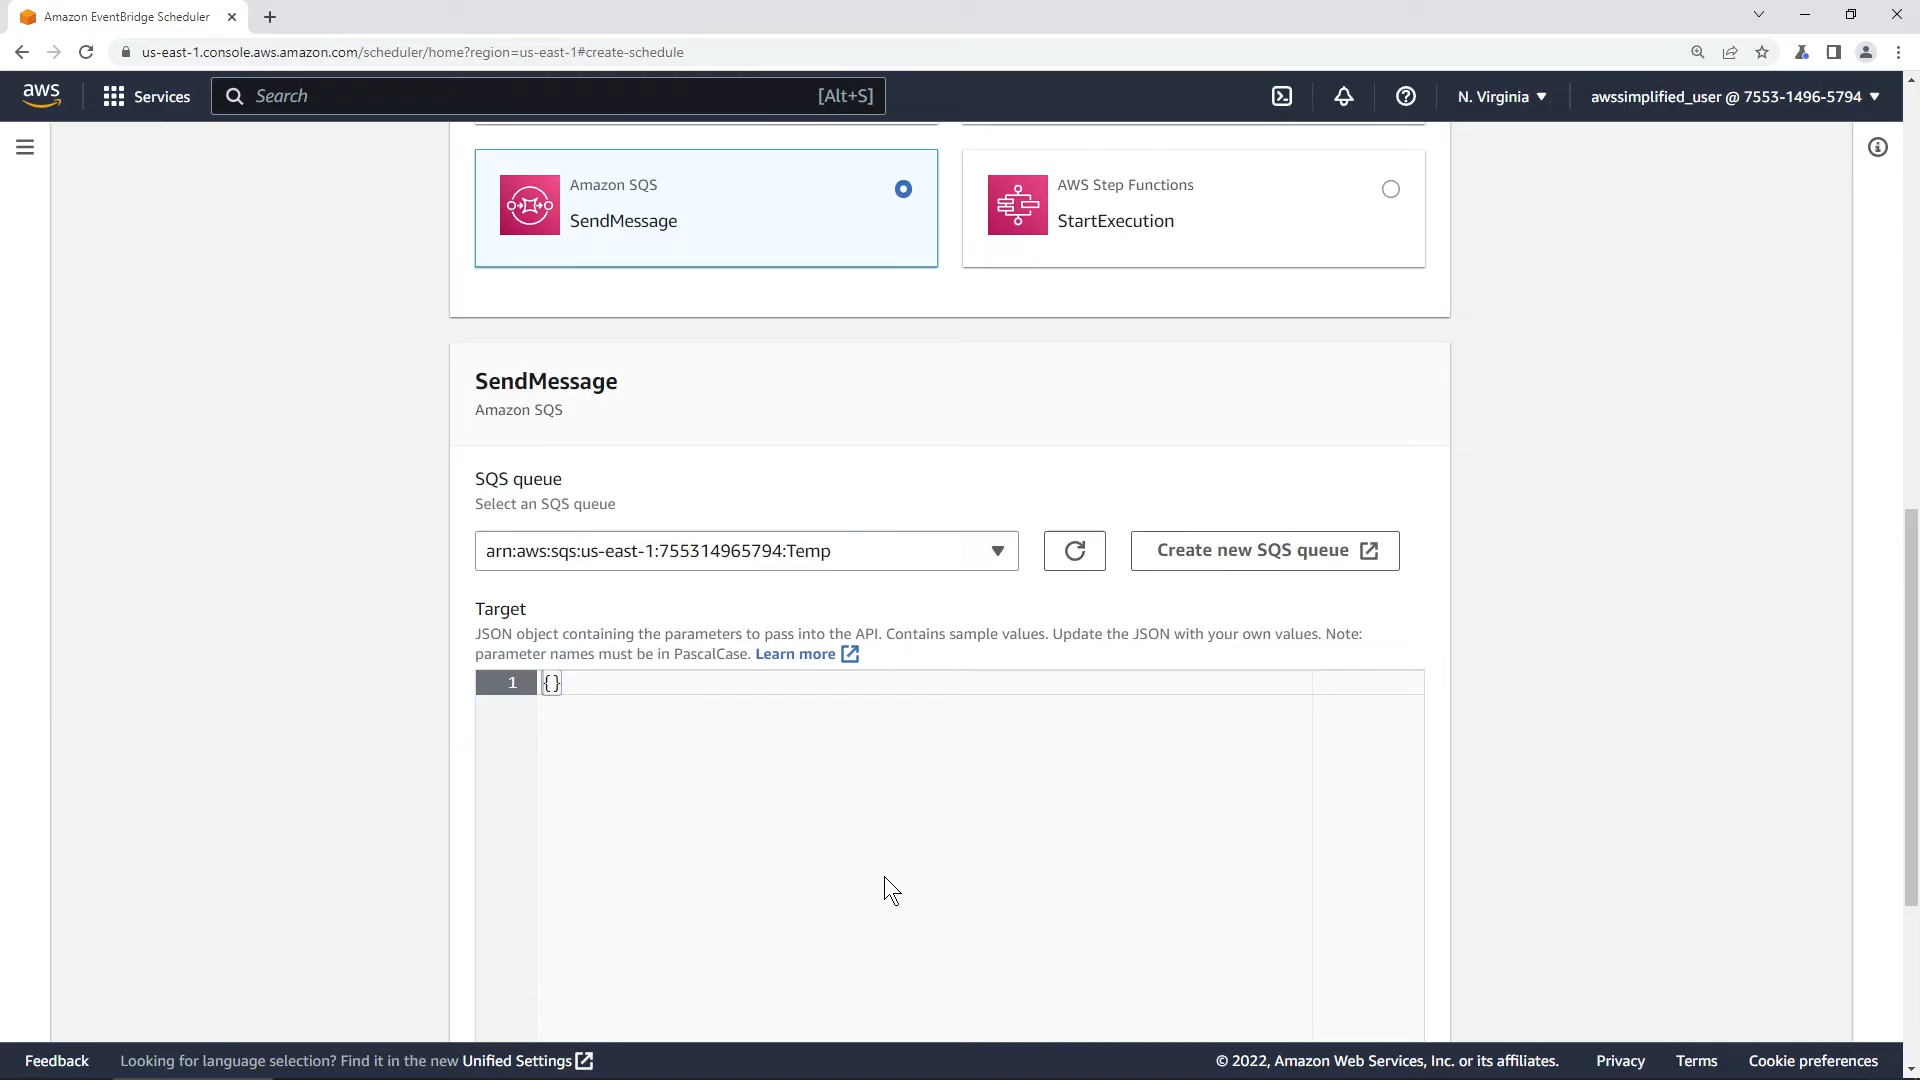 Amazon EventBridge Scheduler
us-east-1.console.aws.amazon.com/scheduler/home?region=us-east-1#create-schedule
aws
Services
Search
[Alt+S]
N. Virginia
awssimplified_user @ 7553-1496-5794
Amazon SQS
SendMessage
AWS Step Functions
StartExecution
SendMessage
Amazon SQS
SQS queue
Select an SQS queue
arn:aws:sqs:us-east-1:755314965794:Temp
Create new SQS queue
Target
JSON object containing the parameters to pass into the API. Contains sample values. Update the JSON with your own values. Note:
parameter names must be in PascalCase. Learn more
1 {}
Feedback
Looking for language selection? Find it in the new Unified Settings
© 2022, Amazon Web Services, Inc. or its affiliates.
Privacy
Terms
Cookie preferences